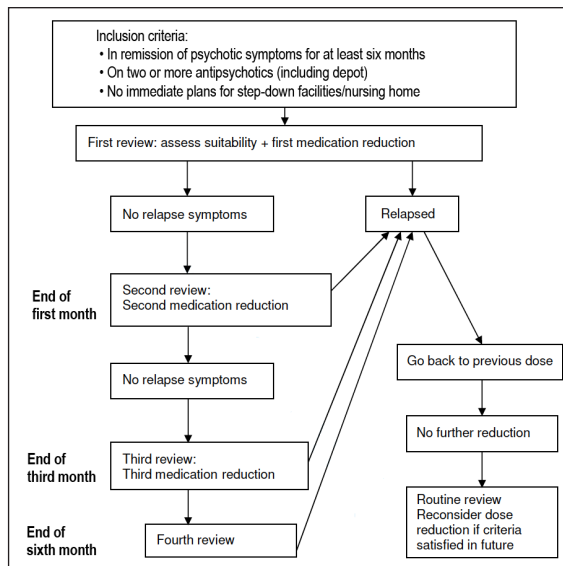 Inclusion criteria:
• In remission of psychotic symptoms for at least six months
• On two or more antipsychotics (including depot)
• No immediate plans for step-down facilities/nursing home
First review: assess suitability + first medication reduction
No relapse symptoms
Relapsed
End of
first month
Second review:
Second medication reduction
No relapse symptoms
Go back to previous dose
End of
third month
Third review:
Third medication reduction
No further reduction
End of
sixth month
Fourth review
Routine review
Reconsider dose
reduction if criteria
satisfied in future